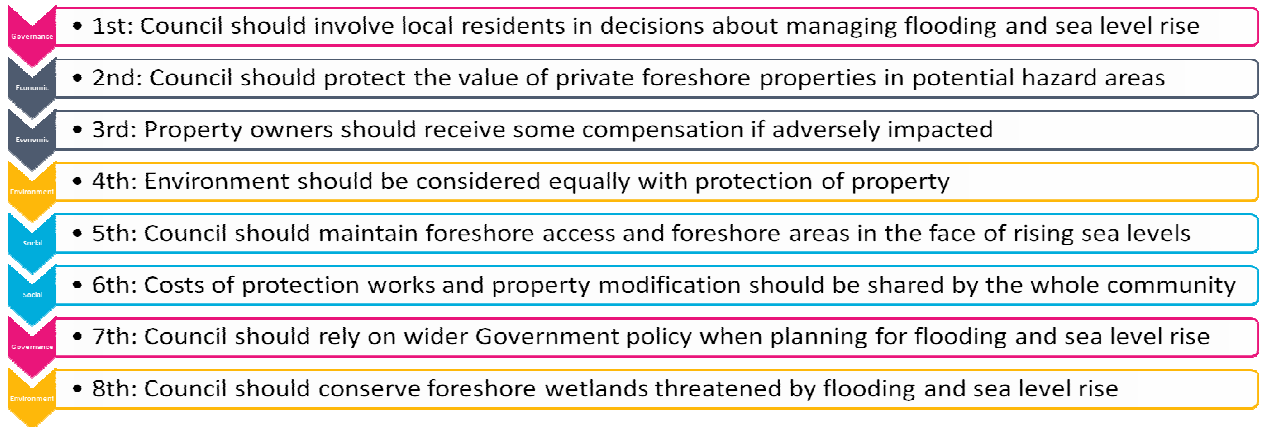 Governance
• 1st: Council should involve local residents in decisions about managing flooding and sea level rise
Economic
• 2nd: Council should protect the value of private foreshore properties in potential hazard areas
Economic
• 3rd: Property owners should receive some compensation if adversely impacted
Environment
• 4th: Environment should be considered equally with protection of property
Social
• 5th: Council should maintain foreshore access and foreshore areas in the face of rising sea levels
Social
• 6th: Costs of protection works and property modification should be shared by the whole community
Governance
• 7th: Council should rely on wider Government policy when planning for flooding and sea level rise
Environment
• 8th: Council should conserve foreshore wetlands threatened by flooding and sea level rise